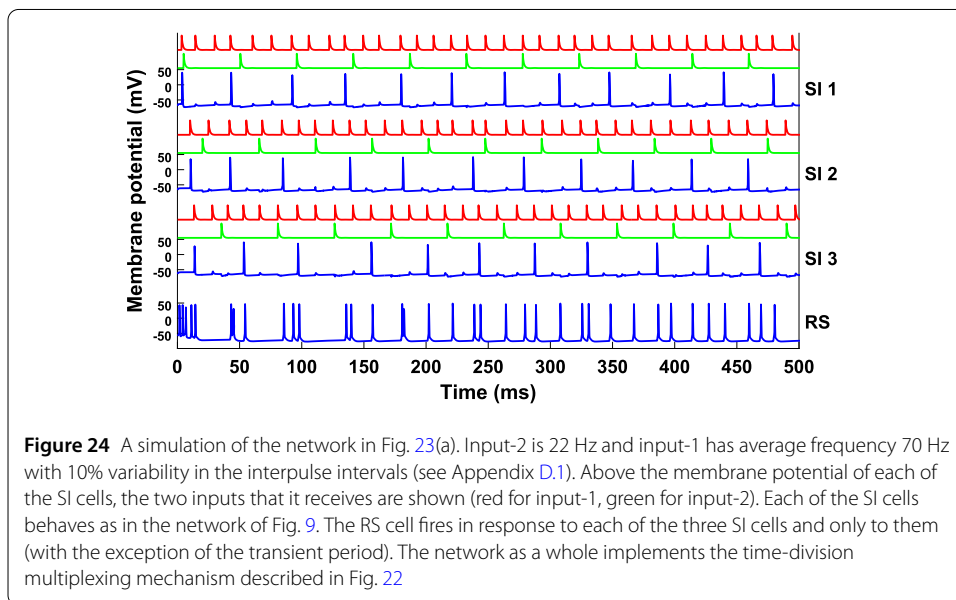 Membrane potential (mV)
50
0
-50
SI 1
50
0
-50
SI 2
50
0
-50
SI 3
50
0
-50
RS
0 50 100 150 200 250 300 350 400 450 500
Time (ms)
Figure 24 A simulation of the network in Fig. 23(a). Input-2 is 22 Hz and input-1 has average frequency 70 Hz
with 10% variability in the interpulse intervals (see Appendix D.1). Above the membrane potential of each of
the SI cells, the two inputs that it receives are shown (red for input-1, green for input-2). Each of the SI cells
behaves as in the network of Fig. 9. The RS cell fires in response to each of the three SI cells and only to them
(with the exception of the transient period). The network as a whole implements the time-division
multiplexing mechanism described in Fig. 22